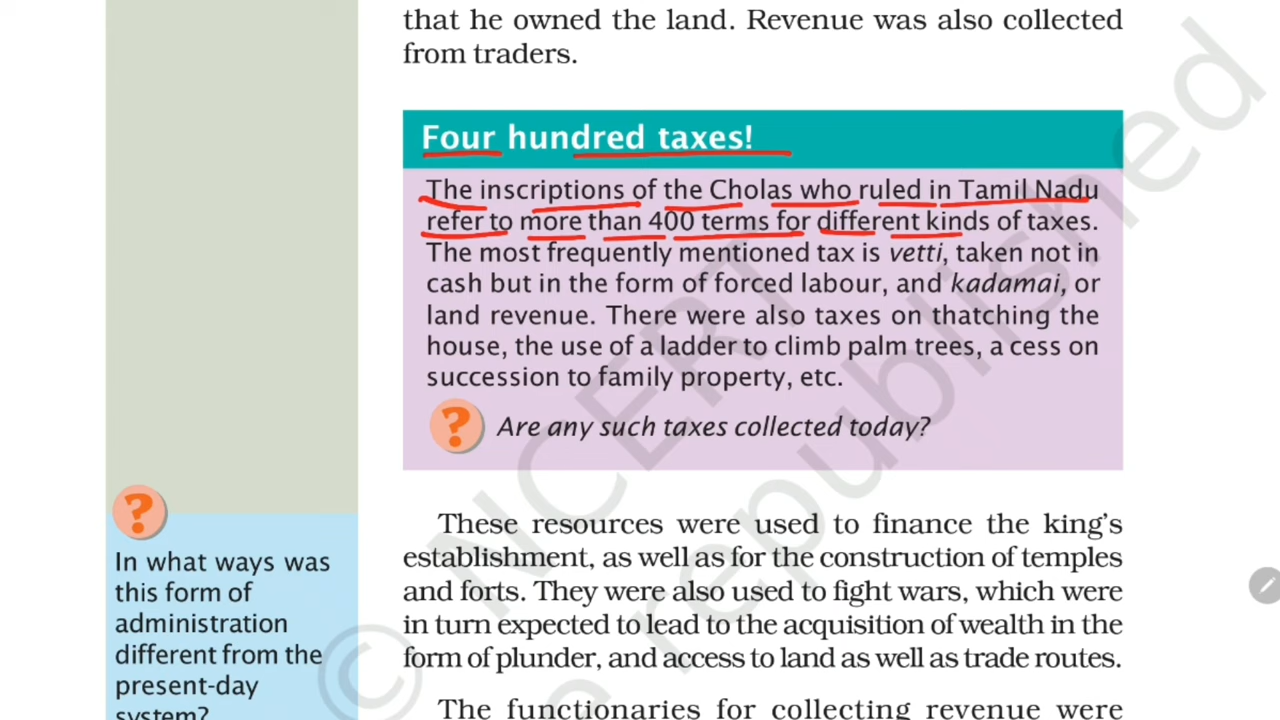 that he owned the land. Revenue was also collected
from traders.
Four hundred taxes!
The inscriptions of the Cholas who ruled in Tamil Nadu
refer to more than 400 terms for different kinds of taxes.
The most frequently mentioned tax is vetti, taken not in
cash but in the form of forced labour, and kadamai, or
land revenue. There were also taxes on thatching the
house, the use of a ladder to climb palm trees, a cess on
succession to family property, etc.
? Are any such taxes collected today?
?
In what ways was
this form of
administration
different from the
present-day
system?
These resources were used to finance the king's
establishment, as well as for the construction of temples
and forts. They were also used to fight wars, which were
in turn expected to lead to the acquisition of wealth in the
form of plunder, and access to land as well as trade routes.
The functionaries for collecting revenue were
© NCERT
republished